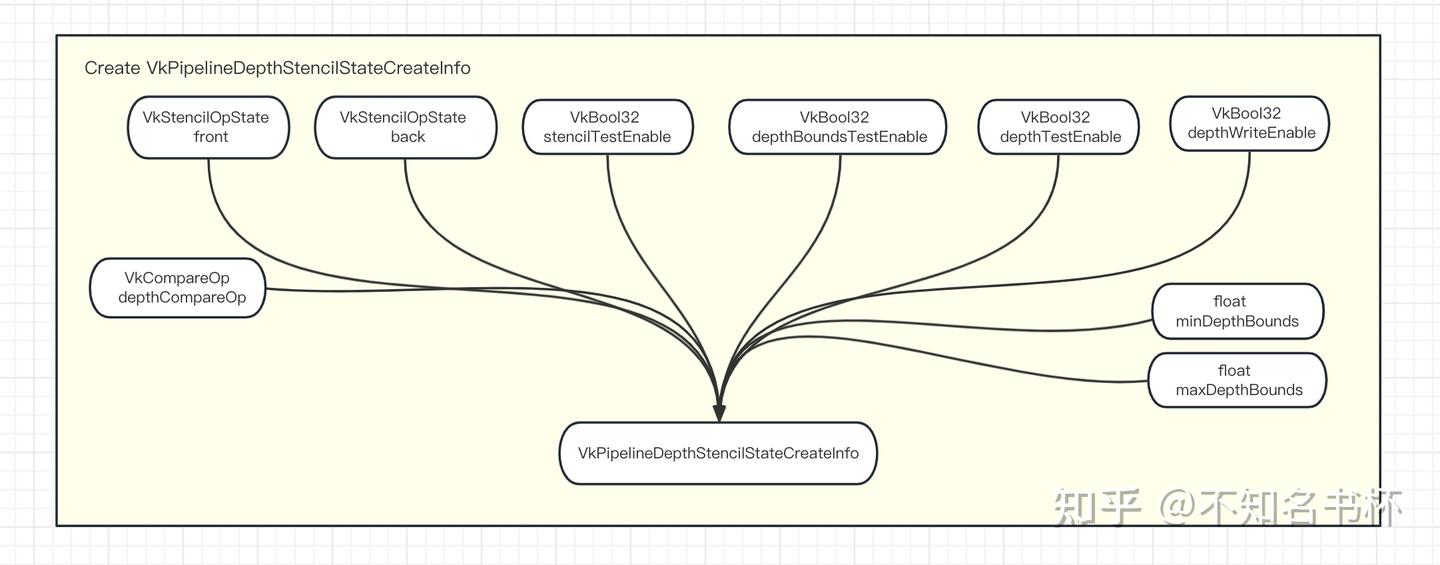 Create VkPipelineDepthStencilStateCreateInfo
VkStencilOpState
front
VkStencilOpState
back
VkBool32
stencilTestEnable
VkBool32
depthBoundsTestEnable
VkBool32
depthTestEnable
VkBool32
depthWriteEnable
VkCompareOp
depthCompareOp
float
minDepthBounds
float
maxDepthBounds
VkPipelineDepthStencilStateCreateInfo
知乎 @不知名书杯